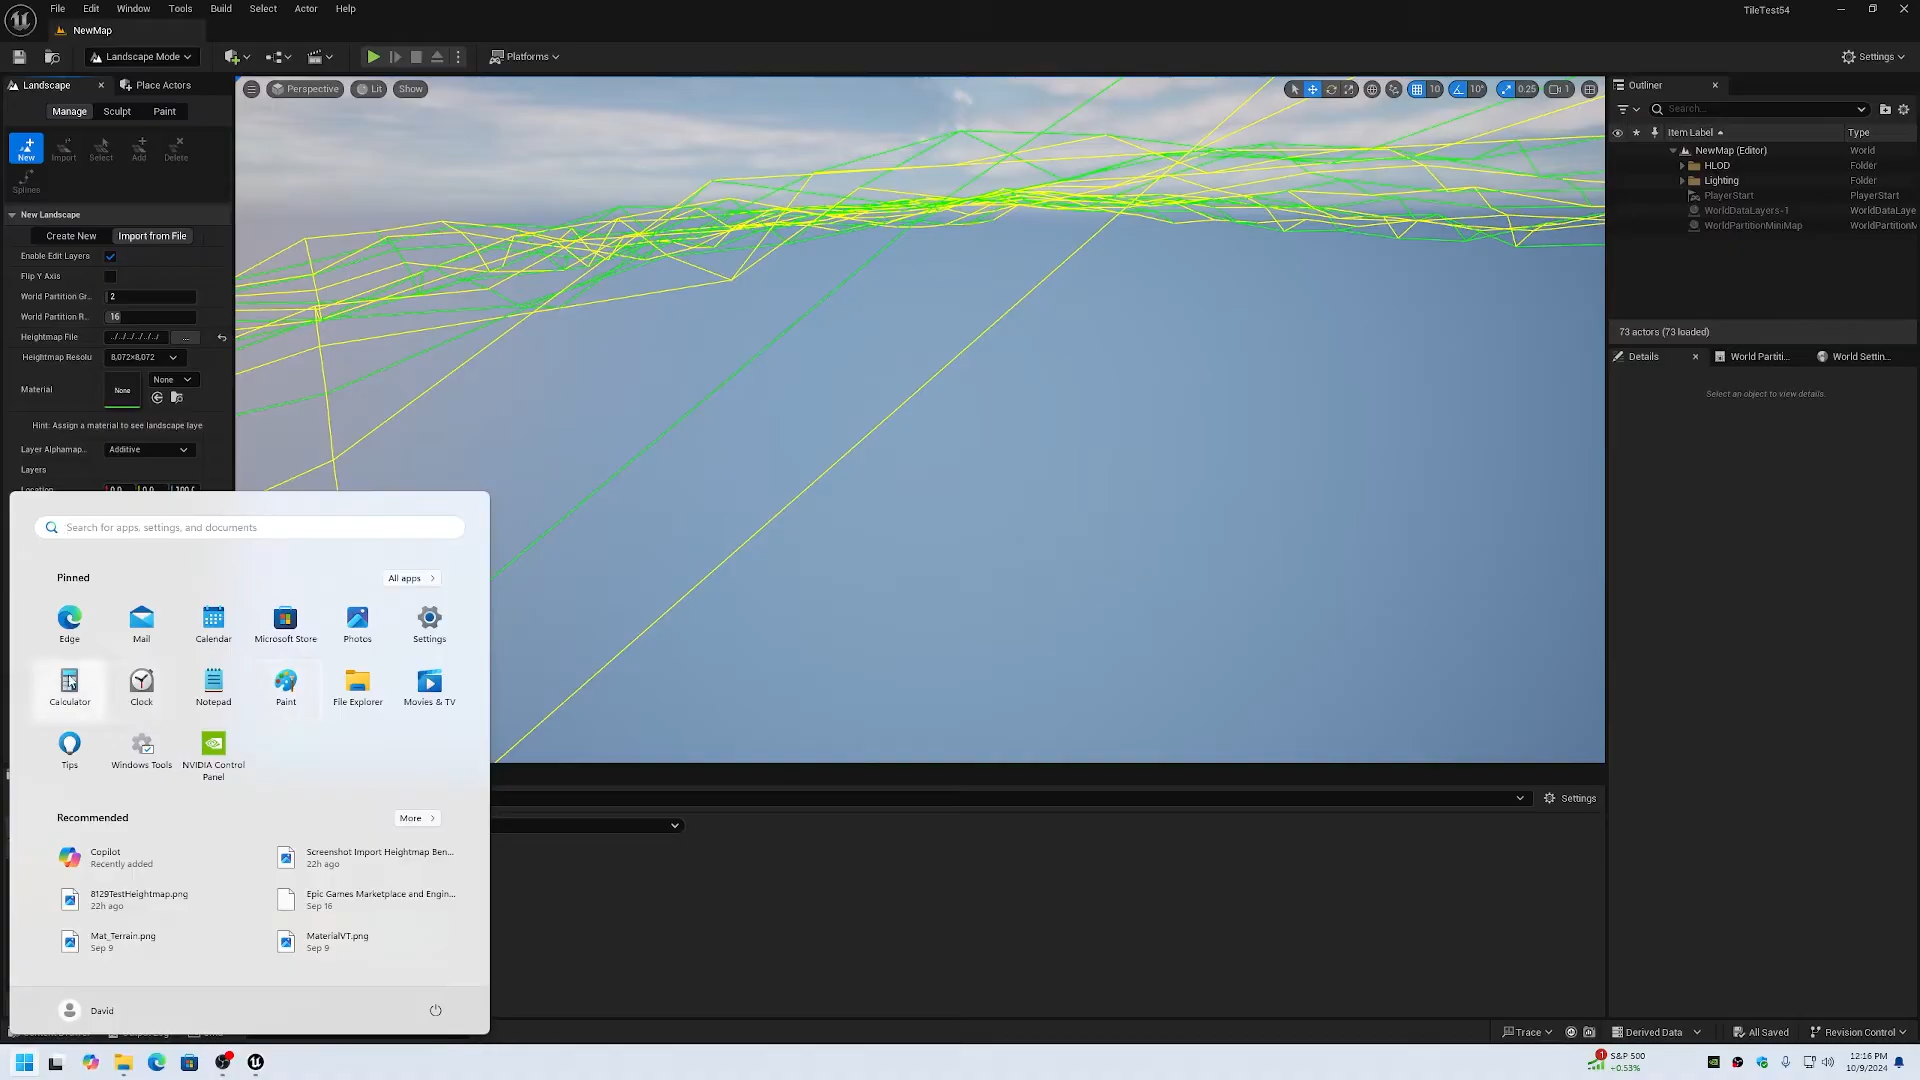 File Edit Window Tools Build Select Actor Help
TileTest54
NewMap
Landscape Mode
Platforms
Settings
Landscape
Place Actors
Manage Sculpt Paint
New Import Select Add Delete
Splines
New Landscape
Create New Import from File
Enable Edit Layers
Flip Y Axis
World Partition Gr.. 2
World Partition R.. 16
Heightmap File ../../../../../../ ...
Heightmap Resolu 8,072×8,072
Material None None
Hint: Assign a material to see landscape laye
Layer Alphamap.. Additive
Layers
Location 0.0 0.0 100.0
Perspective Lit Show
10 10° 0.25 1
Outliner
Search...
Item Label Type
NewMap (Editor) World
HLOD Folder
Lighting Folder
PlayerStart PlayerStart
WorldDataLayers-1 WorldDataLaye
WorldPartitionMiniMap WorldPartitionM
73 actors (73 loaded)
Details World Partiti... World Settin...
Select an object to view details.
Search for apps, settings, and documents
Pinned
All apps
Edge Mail Calendar Microsoft Store Photos Settings
Calculator Clock Notepad Paint File Explorer Movies & TV
Tips Windows Tools NVIDIA Control Panel
Recommended
More
Copilot
Recently added
Screenshot Import Heightmap Ben...
22h ago
8129TestHeightmap.png
22h ago
Epic Games Marketplace and Engin...
Sep 16
Mat_Terrain.png
Sep 9
MaterialVT.png
Sep 9
David
Settings
Trace
Derived Data
All Saved
Revision Control
1
S&P 500
+0.53%
12:16 PM
10/9/2024